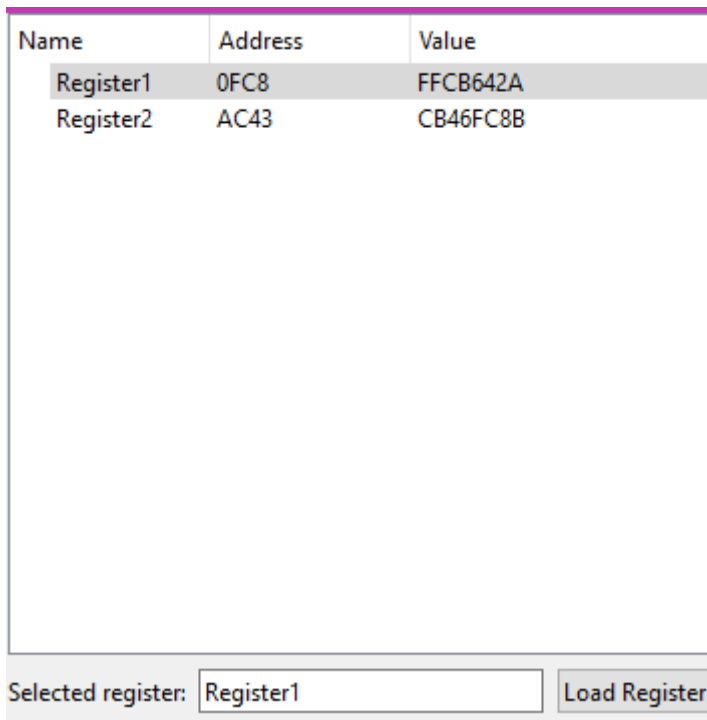 Name Address Value
Register1 0FC8 FFCB642A
Register2 AC43 CB46FC8B
Selected register: Register1 Load Register